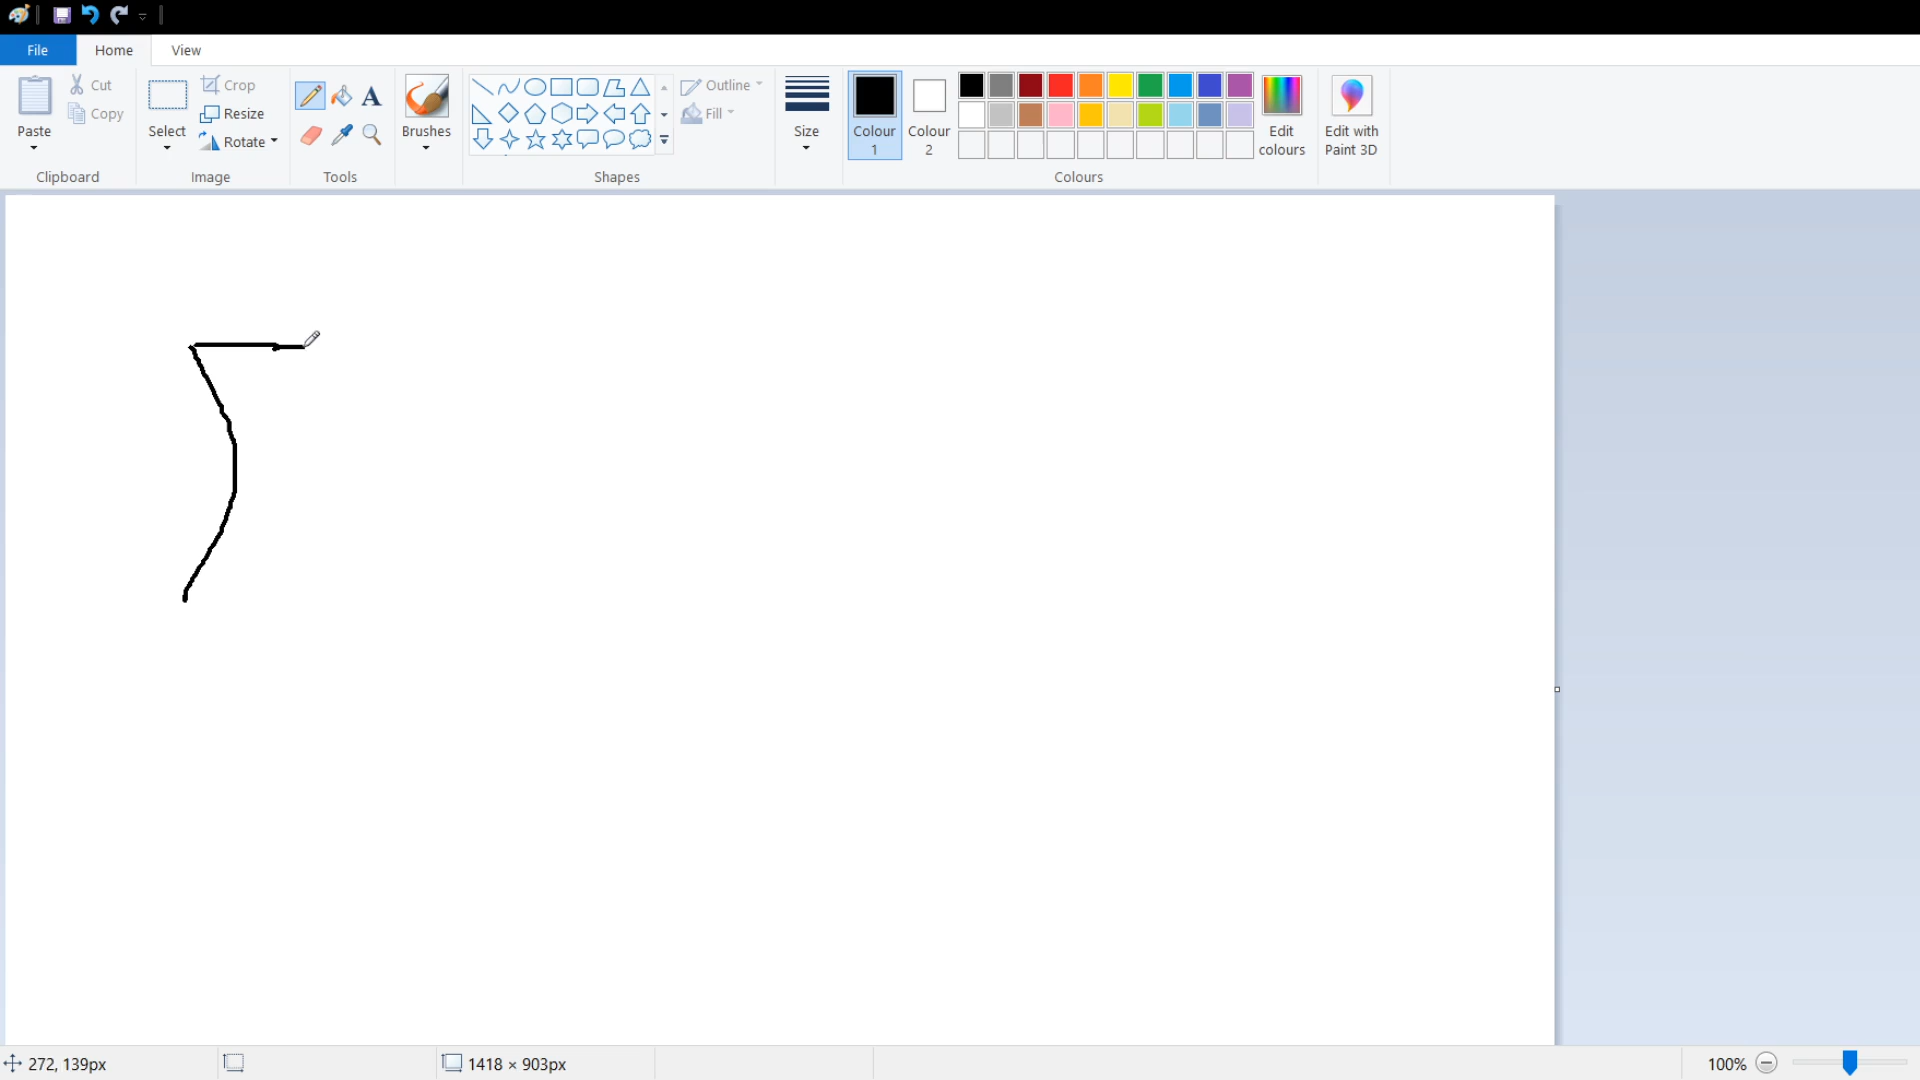 File Home View
Paste Cut Copy Clipboard
Select Crop Resize Rotate Image
A Tools
Brushes
Outline Fill Shapes
Size
Colour 1 Colour 2 Edit colours Colours
Edit with Paint 3D
272, 139px 1418 × 903px 100%